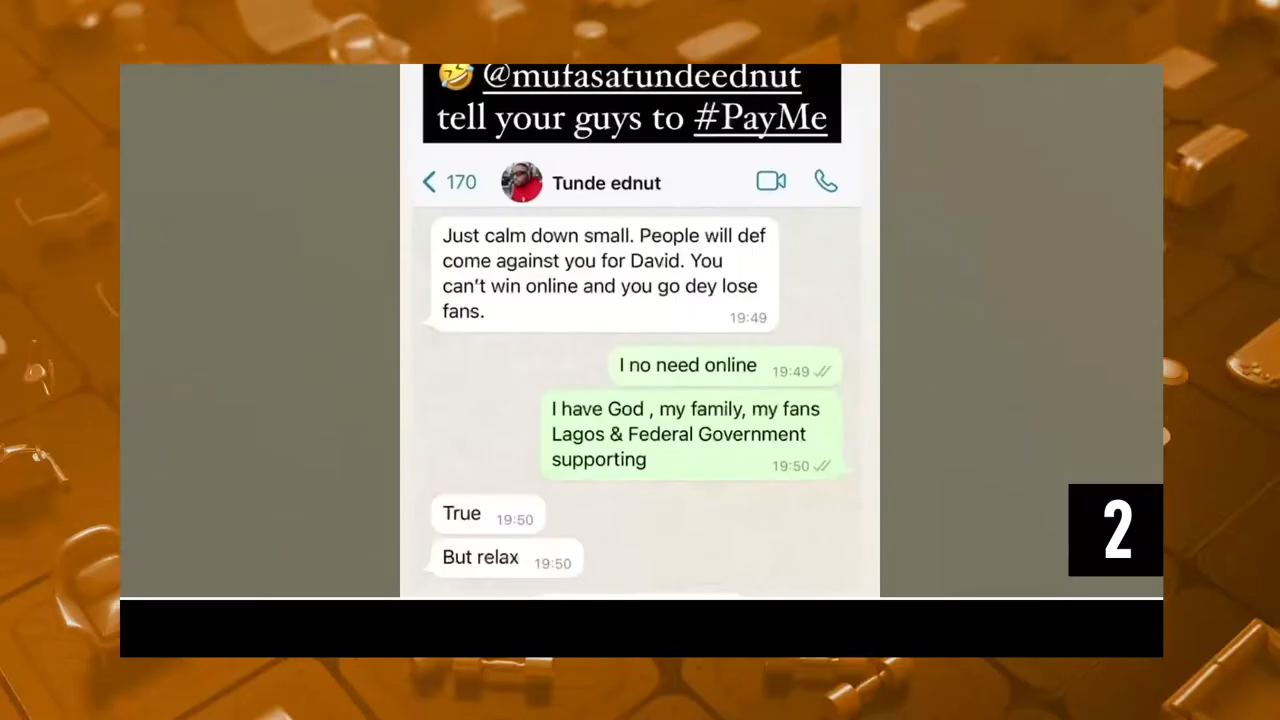 🤣 @mufasatundeednut
tell your guys to #PayMe
170
Tunde ednut
Just calm down small. People will def
come against you for David. You
can't win online and you go dey lose
fans.
19:49
I no need online
19:49
I have God , my family, my fans
Lagos & Federal Government
supporting
19:50
True
19:50
But relax
19:50
2